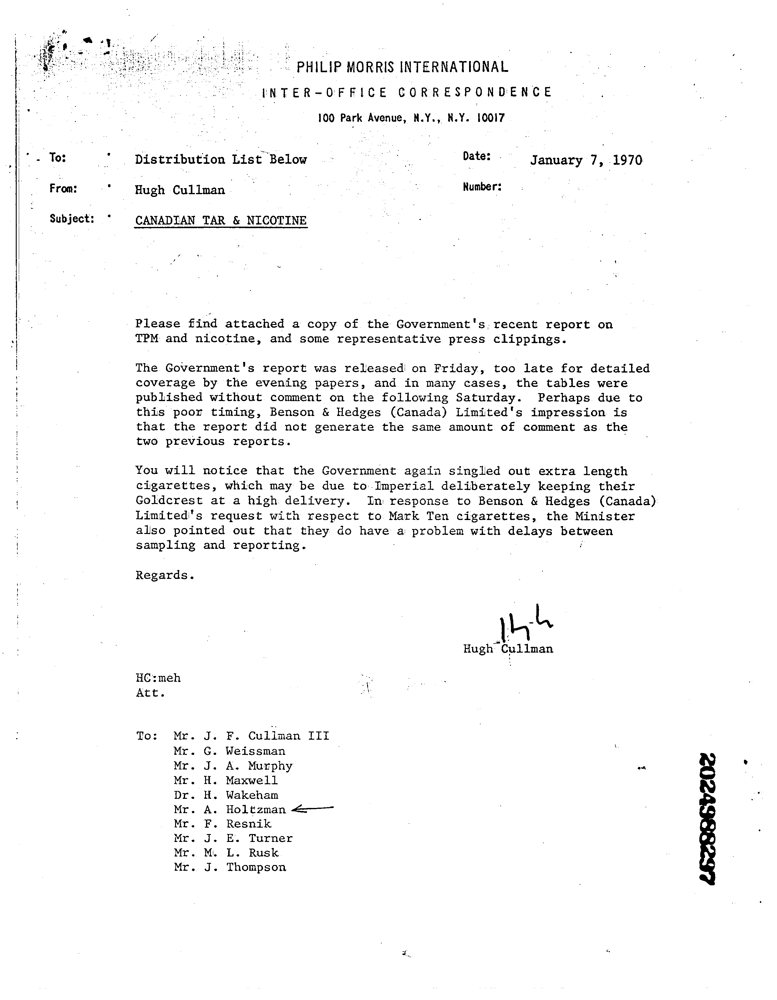 PHILIP MORRIS INTERNATIONAL
INTER-OFFICE CORRESPONDENCE
100 Park Avenue, N.Y., N.Y. 10017
To: Distribution List Below Date: January 7, 1970
From: Hugh Cullman Number:
Subject: CANADIAN TAR & NICOTINE
Please find attached a copy of the Government's recent report on
TPM and nicotine, and some representative press clippings.
The Government's report was released on Friday, too late for detailed
coverage by the evening papers, and in many cases, the tables were
published without comment on the following Saturday. Perhaps due to
this poor timing, Benson & Hedges (Canada) Limited's impression is
that the report did not generate the same amount of comment as the
two previous reports.
You will notice that the Government again singled out extra length
cigarettes, which may be due to Imperial deliberately keeping their
Goldcrest at a high delivery. In response to Benson & Hedges (Canada)
Limited's request with respect to Mark Ten cigarettes, the Minister
also pointed out that they do have a problem with delays between
sampling and reporting.
Regards.
Hugh Cullman
HC:meh
Att.
To: Mr. J. F. Cullman III
Mr. G. Weissman
Mr. J. A. Murphy
Mr. H. Maxwell
Dr. H. Wakeham
Mr. A. Holtzman
Mr. F. Resnik
Mr. J. E. Turner
Mr. M. L. Rusk
Mr. J. Thompson
2024988297